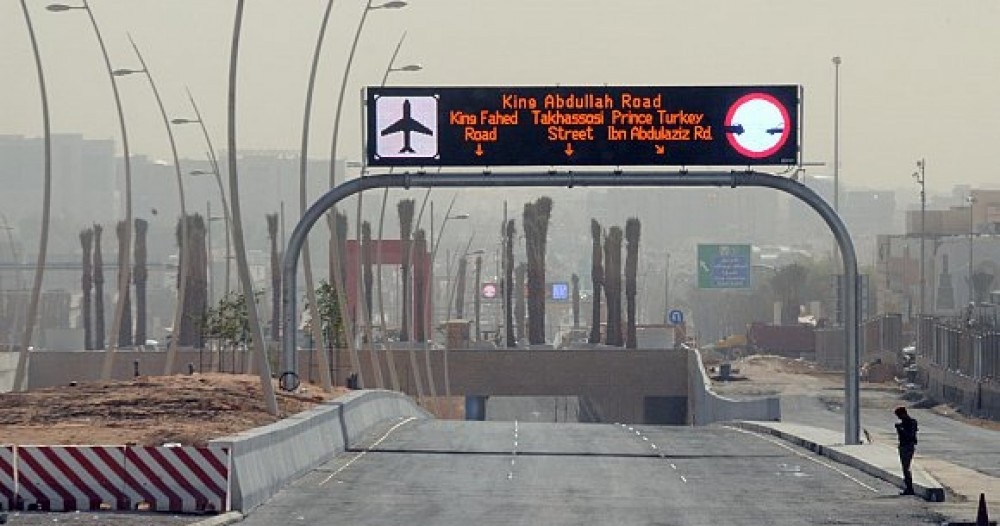 King Abdullah Road
King Fahed Takhassosi Prince Turkey
Road Street Ibn Abdulaziz Rd.